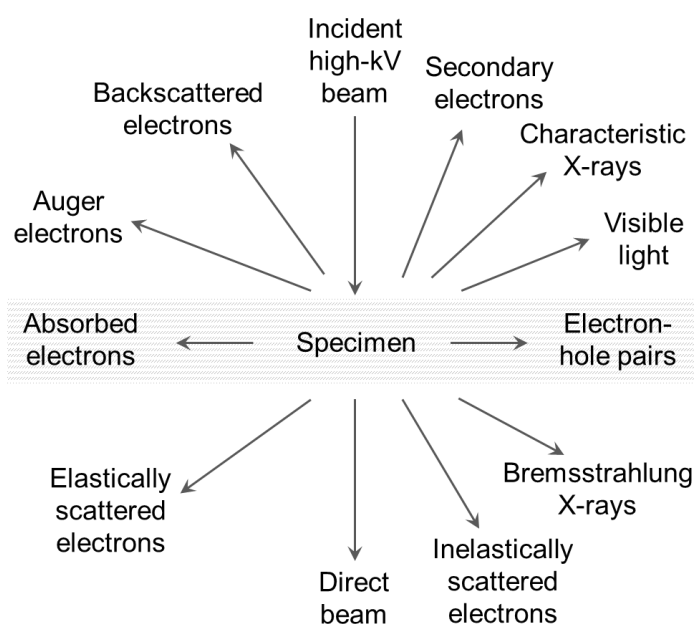 Incident
high-kV
beam
Secondary
electrons
Backscattered
electrons
Characteristic
X-rays
Auger
electrons
Visible
light
Absorbed
electrons
Specimen
Electron-
hole pairs
Elastically
scattered
electrons
Bremsstrahlung
X-rays
Direct
beam
Inelastically
scattered
electrons